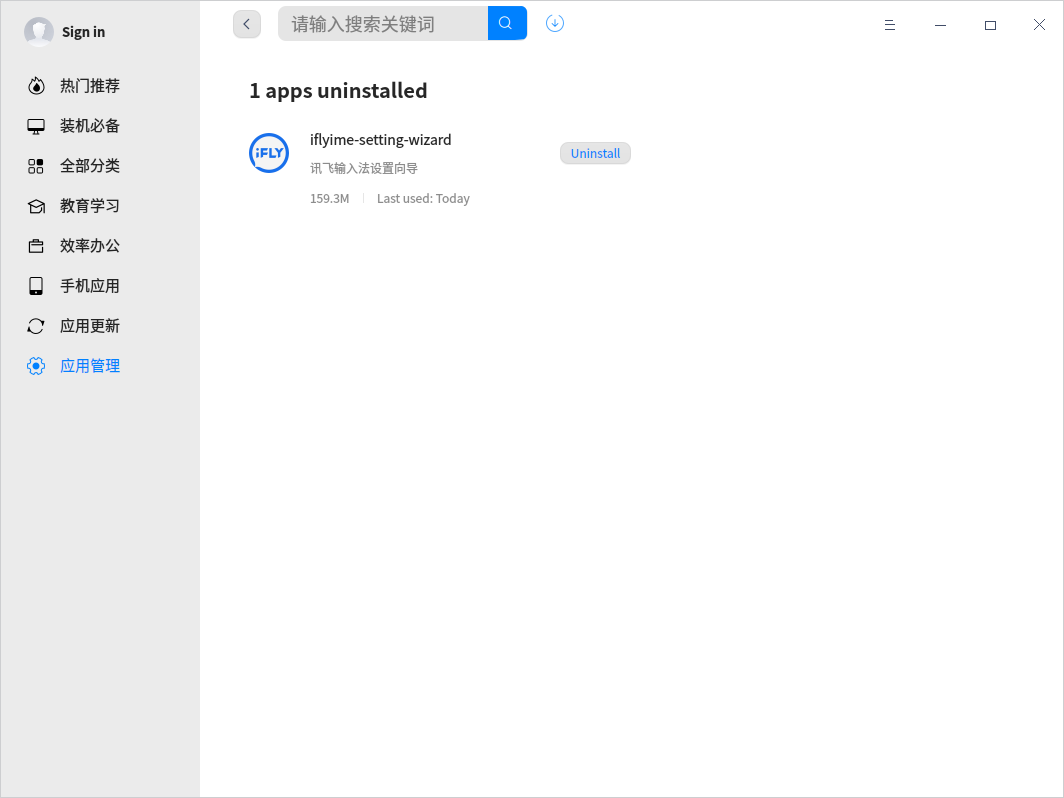 Sign in
热门推荐
装机必备
全部分类
教育学习
效率办公
手机应用
应用更新
应用管理
请输入搜索关键词
1 apps uninstalled
iFLY
iflyime-setting-wizard
讯飞输入法设置向导
159.3M Last used: Today
Uninstall